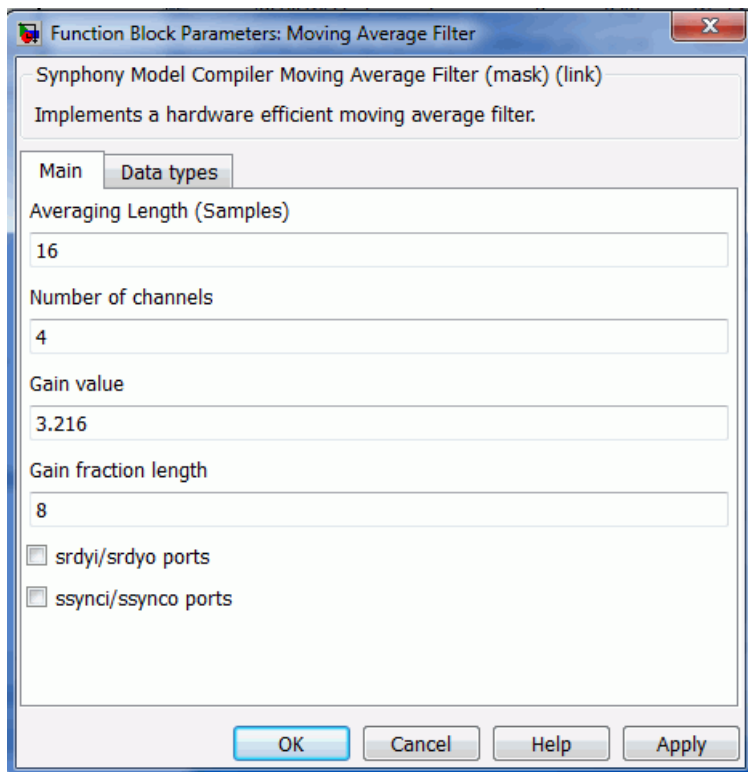 Function Block Parameters: Moving Average Filter
Synphony Model Compiler Moving Average Filter (mask) (link)
Implements a hardware efficient moving average filter.
Main Data types
Averaging Length (Samples)
16
Number of channels
4
Gain value
3.216
Gain fraction length
8
srdyi/srdyo ports
ssynci/ssynco ports
OK Cancel Help Apply